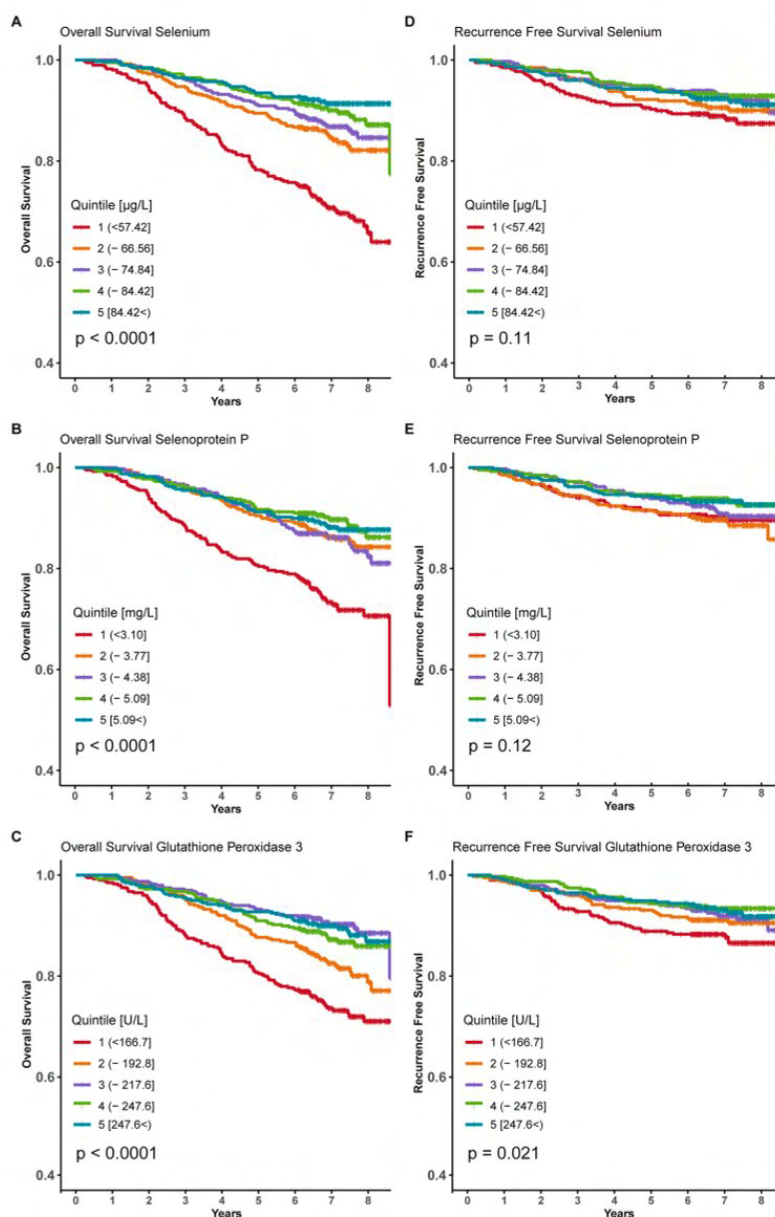 A
Overall Survival Selenium
Overall Survival
1.0
0.8
0.6
0.4
Quintile [µg/L]
1 (<57.42]
2 (− 66.56]
3 (− 74.84]
4 (− 84.42]
5 [84.42<)
p < 0.0001
0 1 2 3 4 5 6 7 8
Years
D
Recurrence Free Survival Selenium
Recurrence Free Survival
1.0
0.8
0.6
0.4
Quintile [µg/L]
1 (<57.42]
2 (− 66.56]
3 (− 74.84]
4 (− 84.42]
5 [84.42<)
p = 0.11
0 1 2 3 4 5 6 7 8
Years
B
Overall Survival Selenoprotein P
Overall Survival
1.0
0.8
0.6
0.4
Quintile [mg/L]
1 (<3.10]
2 (− 3.77]
3 (− 4.38]
4 (− 5.09]
5 [5.09<)
p < 0.0001
0 1 2 3 4 5 6 7 8
Years
E
Recurrence Free Survival Selenoprotein P
Recurrence Free Survival
1.0
0.8
0.6
0.4
Quintile [mg/L]
1 (<3.10]
2 (− 3.77]
3 (− 4.38]
4 (− 5.09]
5 [5.09<)
p = 0.12
0 1 2 3 4 5 6 7 8
Years
C
Overall Survival Glutathione Peroxidase 3
Overall Survival
1.0
0.8
0.6
0.4
Quintile [U/L]
1 (<166.7]
2 (− 192.8]
3 (− 217.6]
4 (− 247.6]
5 [247.6<)
p < 0.0001
0 1 2 3 4 5 6 7 8
Years
F
Recurrence Free Survival Glutathione Peroxidase 3
Recurrence Free Survival
1.0
0.8
0.6
0.4
Quintile [U/L]
1 (<166.7]
2 (− 192.8]
3 (− 217.6]
4 (− 247.6]
5 [247.6<)
p = 0.021
0 1 2 3 4 5 6 7 8
Years